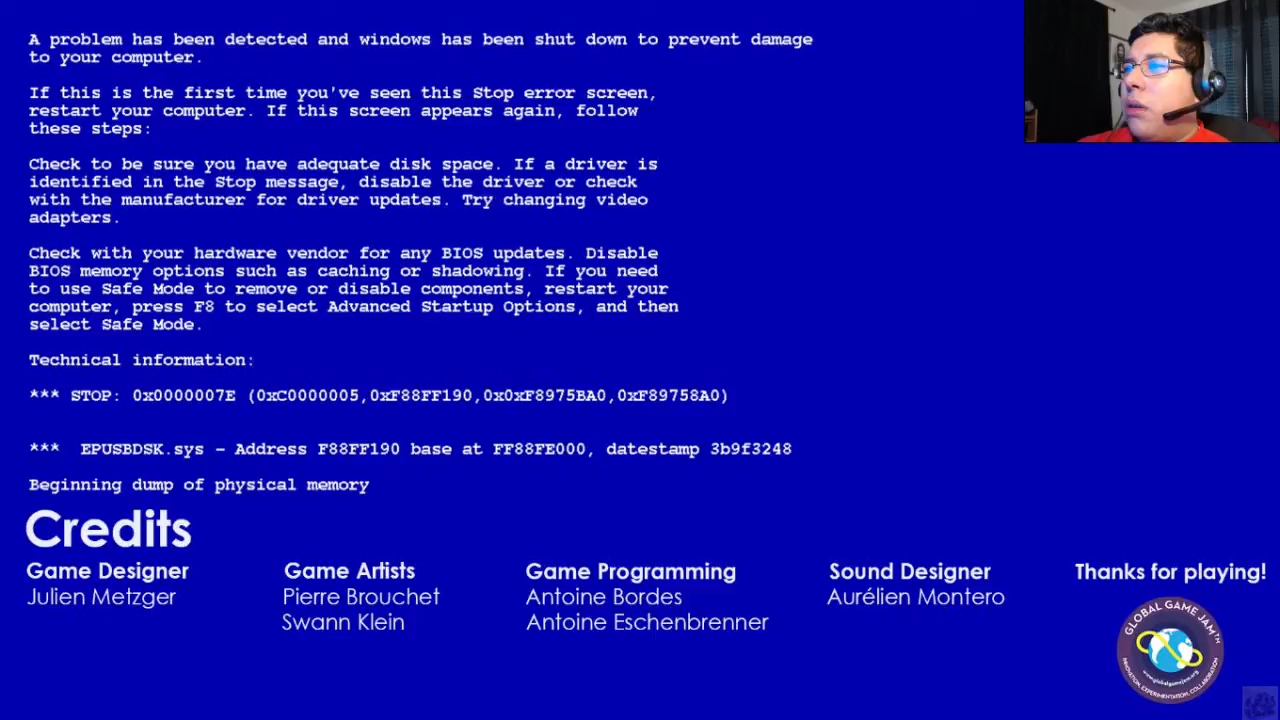 A problem has been detected and windows has been shut down to prevent damage
to your computer.
If this is the first time you've seen this Stop error screen,
restart your computer. If this screen appears again, follow
these steps:
Check to be sure you have adequate disk space. If a driver is
identified in the Stop message, disable the driver or check
with the manufacturer for driver updates. Try changing video
adapters.
Check with your hardware vendor for any BIOS updates. Disable
BIOS memory options such as caching or shadowing. If you need
to use Safe Mode to remove or disable components, restart your
computer, press F8 to select Advanced Startup Options, and then
select Safe Mode.
Technical information:
*** STOP: 0x0000007E (0xC0000005,0xF88FF190,0x0xF8975BA0,0xF89758A0)
*** EPUSBDSK.sys – Address F88FF190 base at FF88FE000, datestamp 3b9f3248
Beginning dump of physical memory
Credits
Game Designer
Julien Metzger
Game Artists
Pierre Brouchet
Swann Klein
Game Programming
Antoine Bordes
Antoine Eschenbrenner
Sound Designer
Aurélien Montero
Thanks for playing!
GLOBAL GAME JAM™
www.globalgamejam.org
INNOVATION, EXPERIMENTATION, COLLABORATION